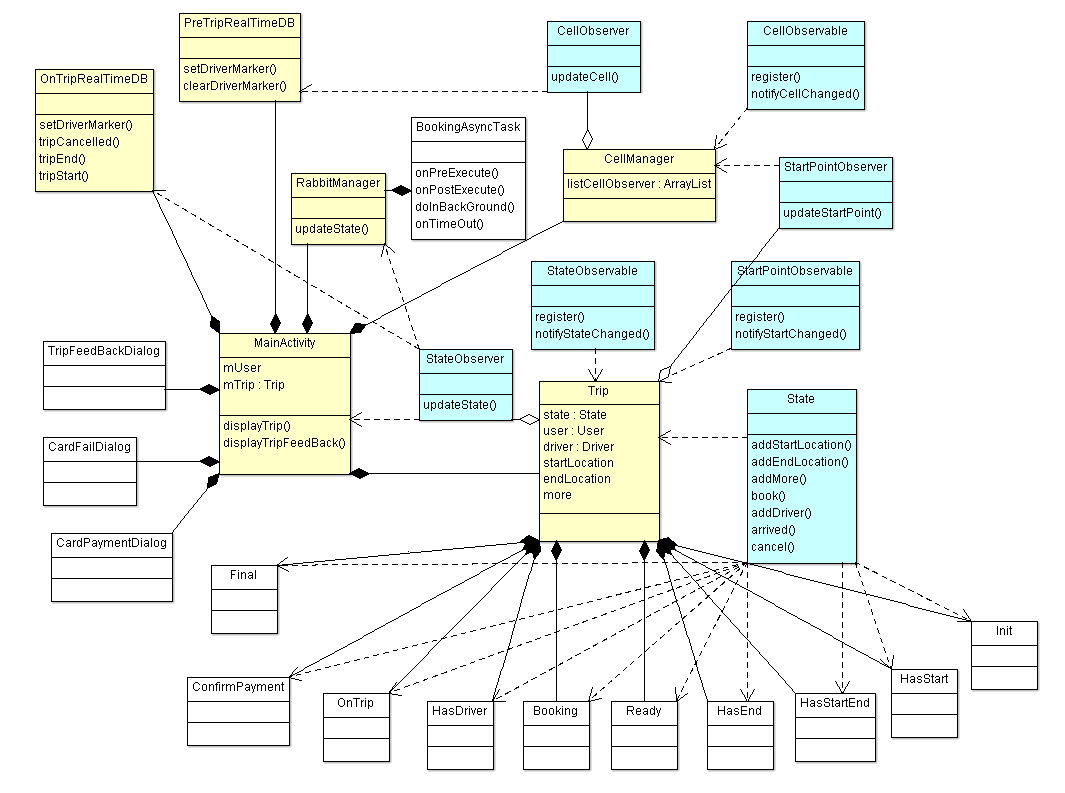 PreTripRealTimeDB
setDriverMarker()
clearDriverMarker()
CellObserver
updateCell()
CellObservable
register()
notifyCellChanged()
OnTripRealTimeDB
setDriverMarker()
tripCancelled()
tripEnd()
tripStart()
BookingAsyncTask
onPreExecute()
onPostExecute()
doInBackGround()
onTimeOut()
CellManager
listCellObserver : ArrayList
StartPointObserver
updateStartPoint()
RabbitManager
updateState()
StateObservable
register()
notifyStateChanged()
StartPointObservable
register()
notifyStartChanged()
MainActivity
mUser
mTrip : Trip
displayTrip()
displayTripFeedBack()
TripFeedBackDialog
StateObserver
updateState()
Trip
state : State
user : User
driver : Driver
startLocation
endLocation
more
State
addStartLocation()
addEndLocation()
addMore()
book()
addDriver()
arrived()
cancel()
CardFailDialog
CardPaymentDialog
Final
Init
ConfirmPayment
OnTrip
HasDriver
Booking
Ready
HasEnd
HasStartEnd
HasStart